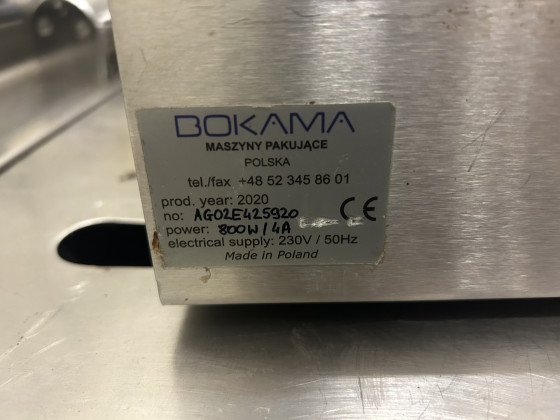 BOKAMA
MASZYNY PAKUJĄCE
POLSKA
tel./fax +48 52 345 86 01
prod. year: 2020
no: AG02E425920
power: 800W/4A
CE
electrical supply: 230V / 50Hz
Made in Poland